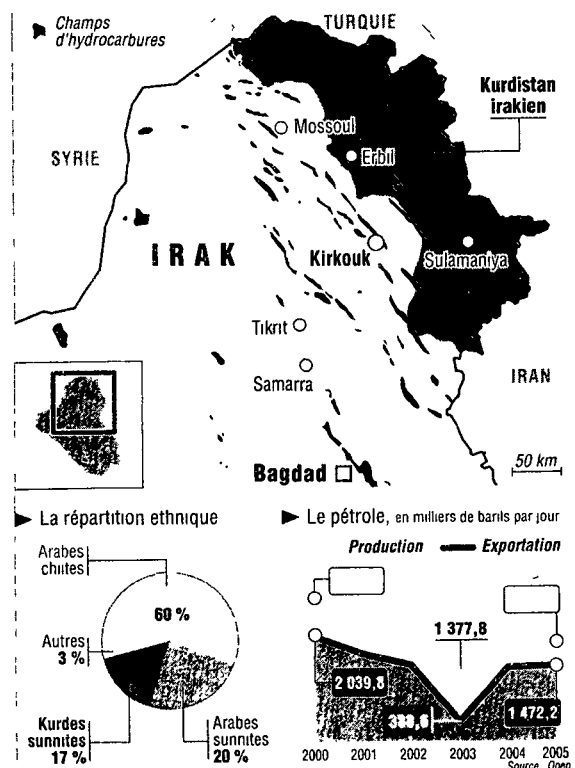 Champs
d'hydrocarbures
TURQUIE
Kurdistan
irakien
Mossoul
Erbil
SYRIE
IRAK
Kirkouk
Sulamaniya
Tikrit
Samarra
IRAN
Bagdad
50 km
La répartition ethnique
Arabes
chiites
60 %
Autres
3 %
Kurdes
sunnites
17 %
Arabes
sunnites
20 %
Le pétrole, en milliers de barils par jour
Production Exportation
1 377,8
2 039,8
1 472,2
2000 2001 2002 2003 2004 2005
Source